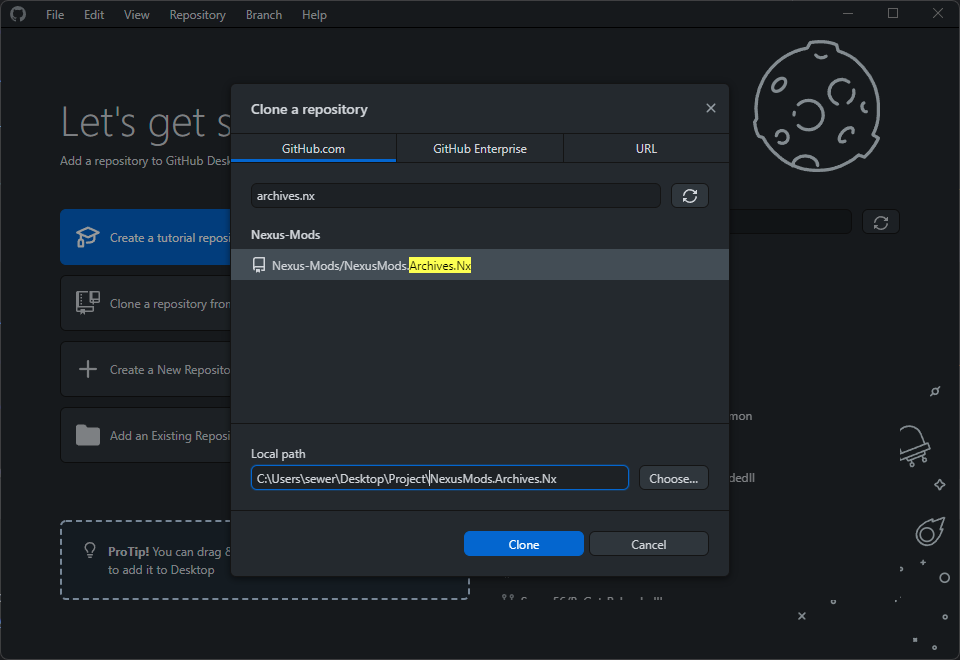 File Edit View Repository Branch Help
Let's get s
Add a repository to GitHub Desk
Create a tutorial reposi
Clone a repository from
Create a New Reposito
Add an Existing Reposi
ProTip! You can drag &
to add it to Desktop
Clone a repository
GitHub.com GitHub Enterprise URL
archives.nx
Nexus-Mods
Nexus-Mods/NexusMods.Archives.Nx
Local path
C:\Users\sewer\Desktop\Project\NexusMods.Archives.Nx
Choose...
Clone Cancel
mon
dedll